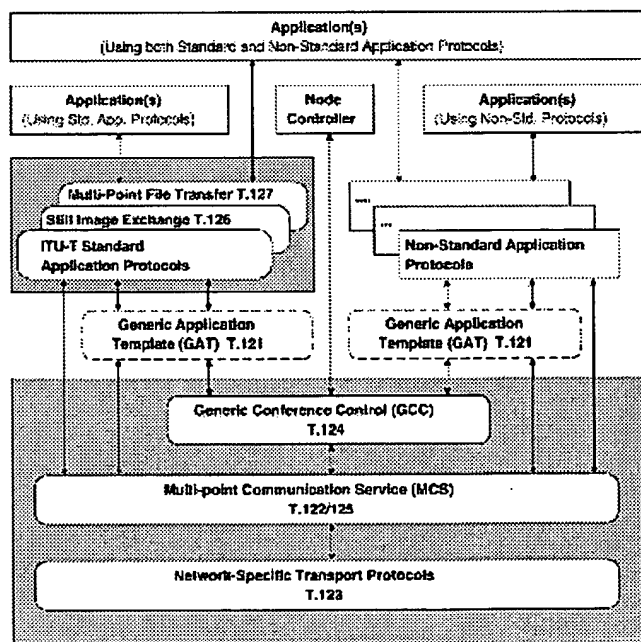 Application(s)
(Using both Standard and Non-Standard Application Protocols)
Application(s)
(Using Std. App. Protocols)
Node
Controller
Application(s)
(Using Non-Std. Protocols)
Multi-Point File Transfer T.127
Still Image Exchange T.126
ITU-T Standard
Application Protocols
Non-Standard Application
Protocols
Generic Application
Template (GAT) T.121
Generic Application
Template (GAT) T.121
Generic Conference Control (GCC)
T.124
Multi-point Communication Service (MCS)
T.122/125
Network-Specific Transport Protocols
T.123